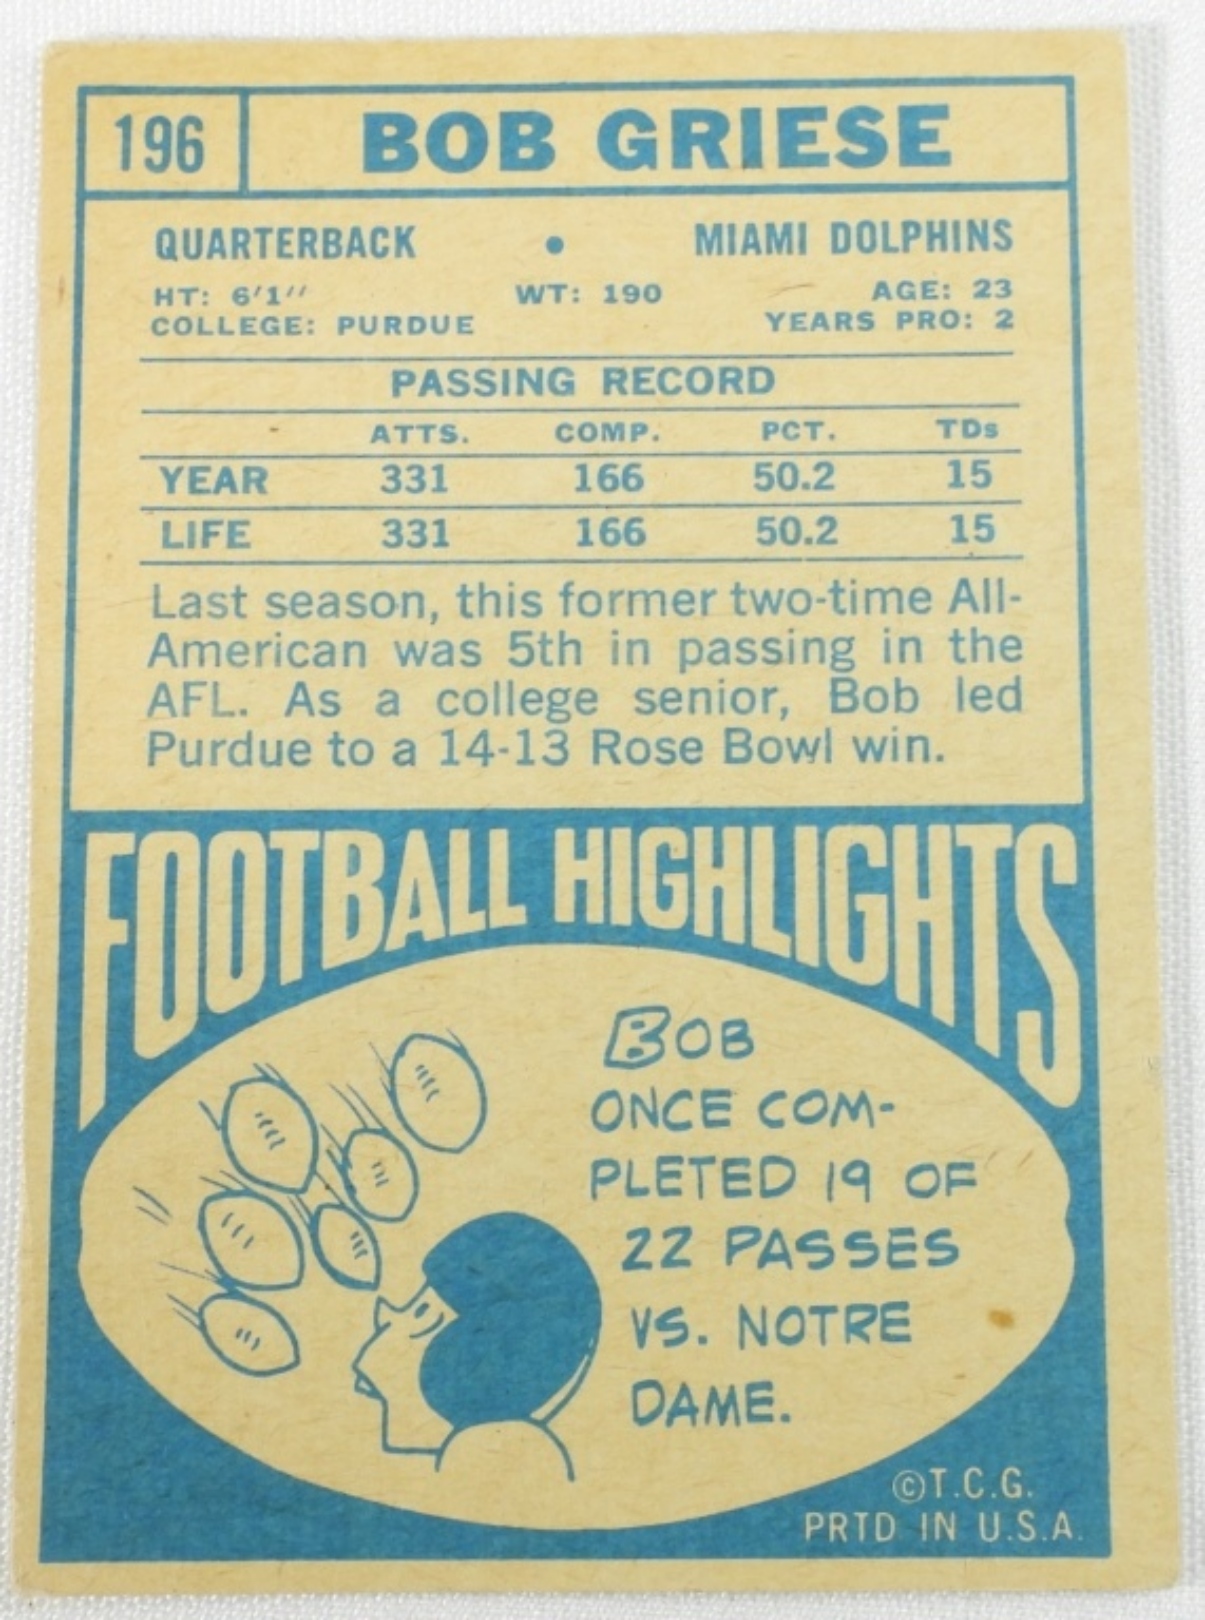 196 BOB GRIESE
QUARTERBACK • MIAMI DOLPHINS
HT: 6'1" WT: 190 AGE: 23
COLLEGE: PURDUE YEARS PRO: 2
PASSING RECORD
ATTS. COMP. PCT. TDs
YEAR 331 166 50.2 15
LIFE 331 166 50.2 15
Last season, this former two-time All-
American was 5th in passing in the
AFL. As a college senior, Bob led
Purdue to a 14-13 Rose Bowl win.
FOOTBALL HIGHLIGHTS
BOB
ONCE COM-
PLETED 19 OF
22 PASSES
VS. NOTRE
DAME.
©T.C.G.
PRTD IN U.S.A.